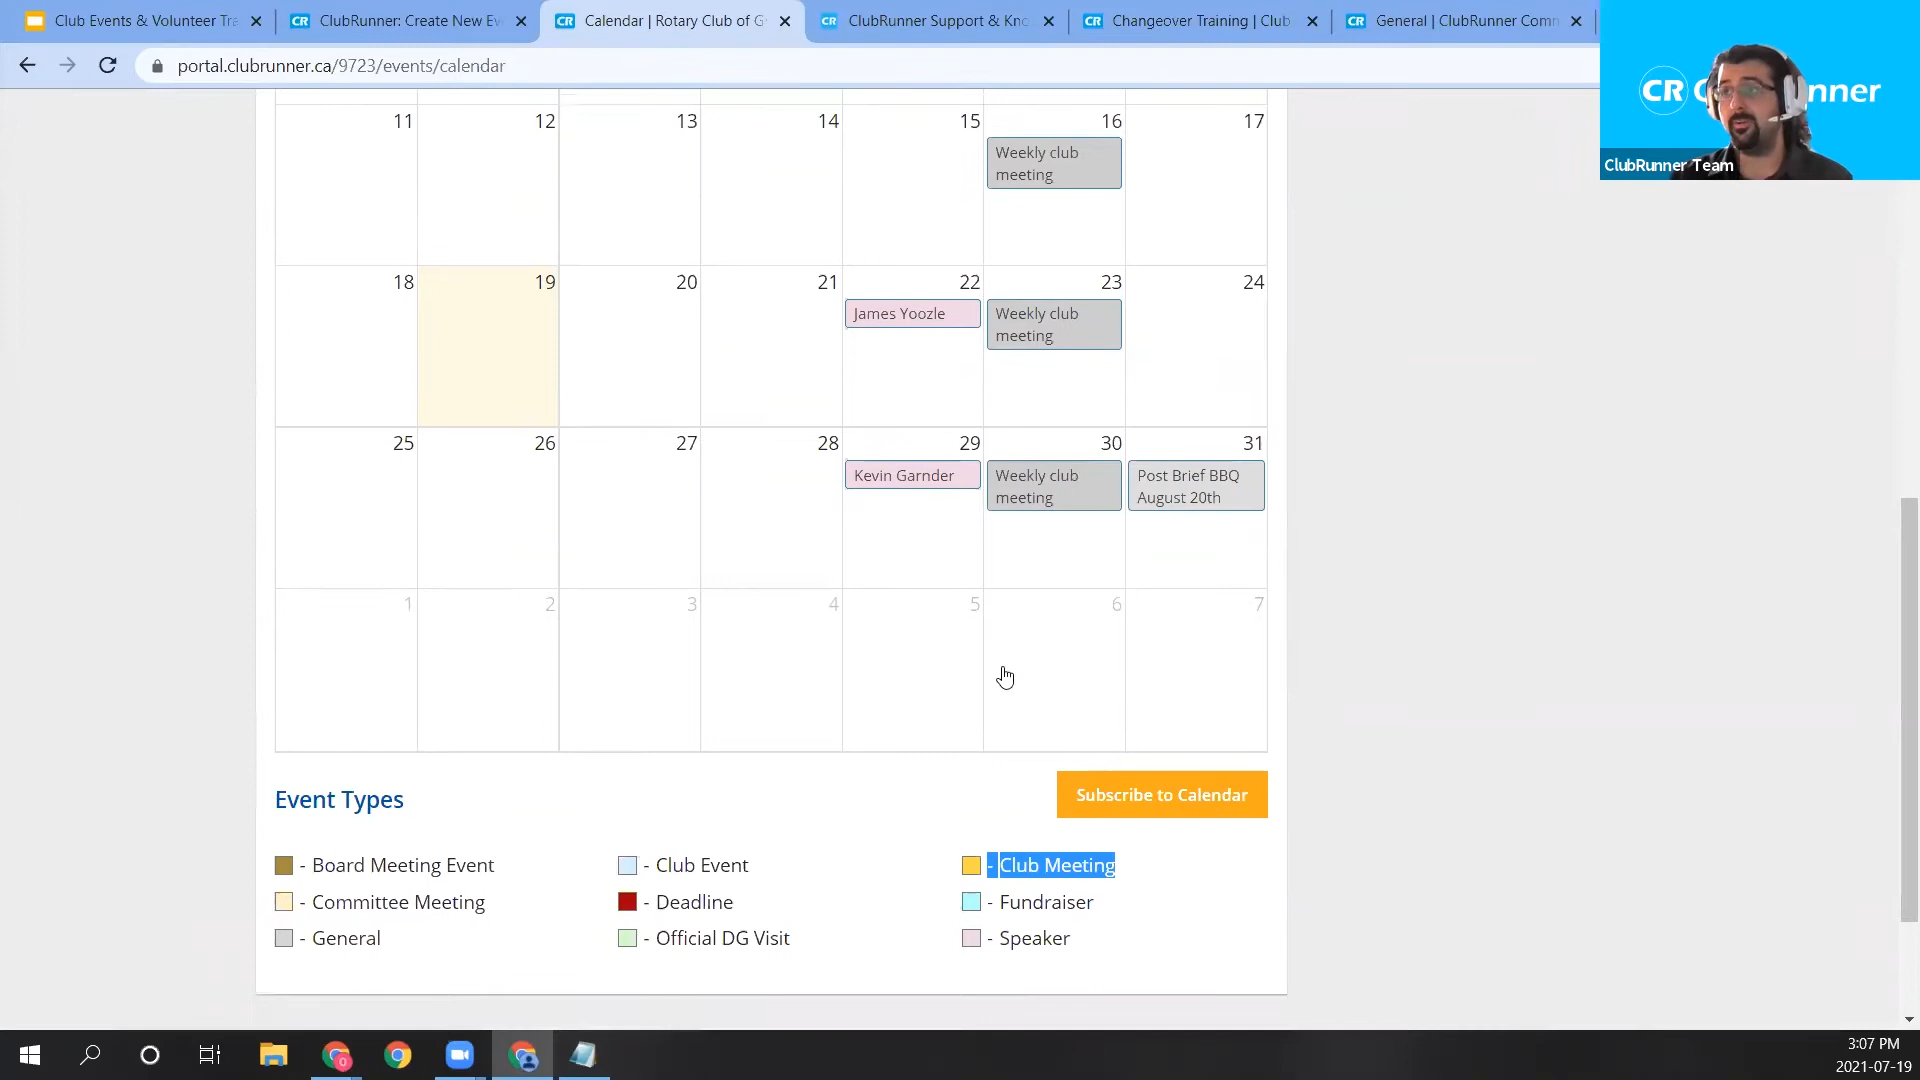 Club Events & Volunteer Tra
ClubRunner: Create New Ev
Calendar | Rotary Club of G
ClubRunner Support & Kno
Changeover Training | Club
General | ClubRunner Comm
portal.clubrunner.ca/9723/events/calendar
CR C nner
ClubRunner Team
11 12 13 14 15 16 17
Weekly club
meeting
18 19 20 21 22 23 24
James Yoozle
Weekly club
meeting
25 26 27 28 29 30 31
Kevin Garnder
Weekly club
meeting
Post Brief BBQ
August 20th
1 2 3 4 5 6 7
Event Types
Subscribe to Calendar
- Board Meeting Event
- Club Event
- Club Meeting
- Committee Meeting
- Deadline
- Fundraiser
- General
- Official DG Visit
- Speaker
3:07 PM
2021-07-19